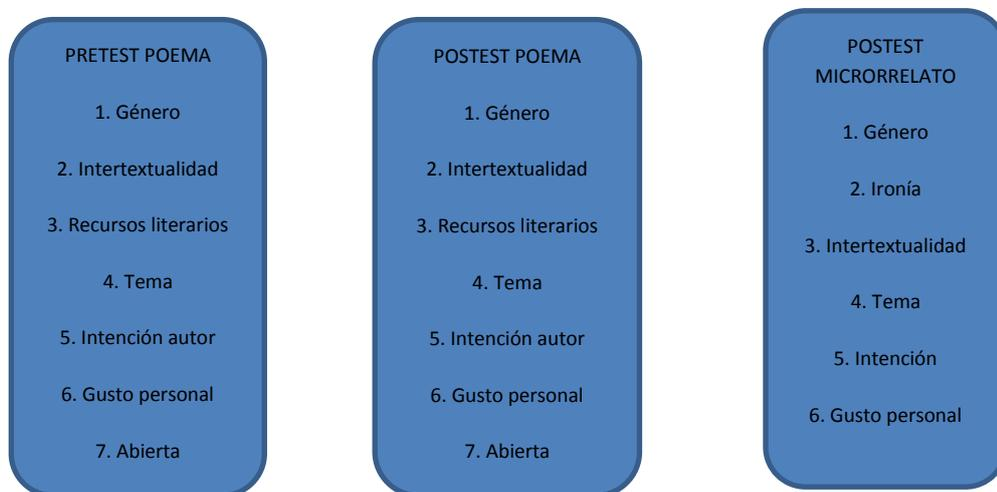 PRETEST POEMA
1. Género
2. Intertextualidad
3. Recursos literarios
4. Tema
5. Intención autor
6. Gusto personal
7. Abierta
POSTEST POEMA
1. Género
2. Intertextualidad
3. Recursos literarios
4. Tema
5. Intención autor
6. Gusto personal
7. Abierta
POSTEST
MICRORRELATO
1. Género
2. Ironía
3. Intertextualidad
4. Tema
5. Intención
6. Gusto personal